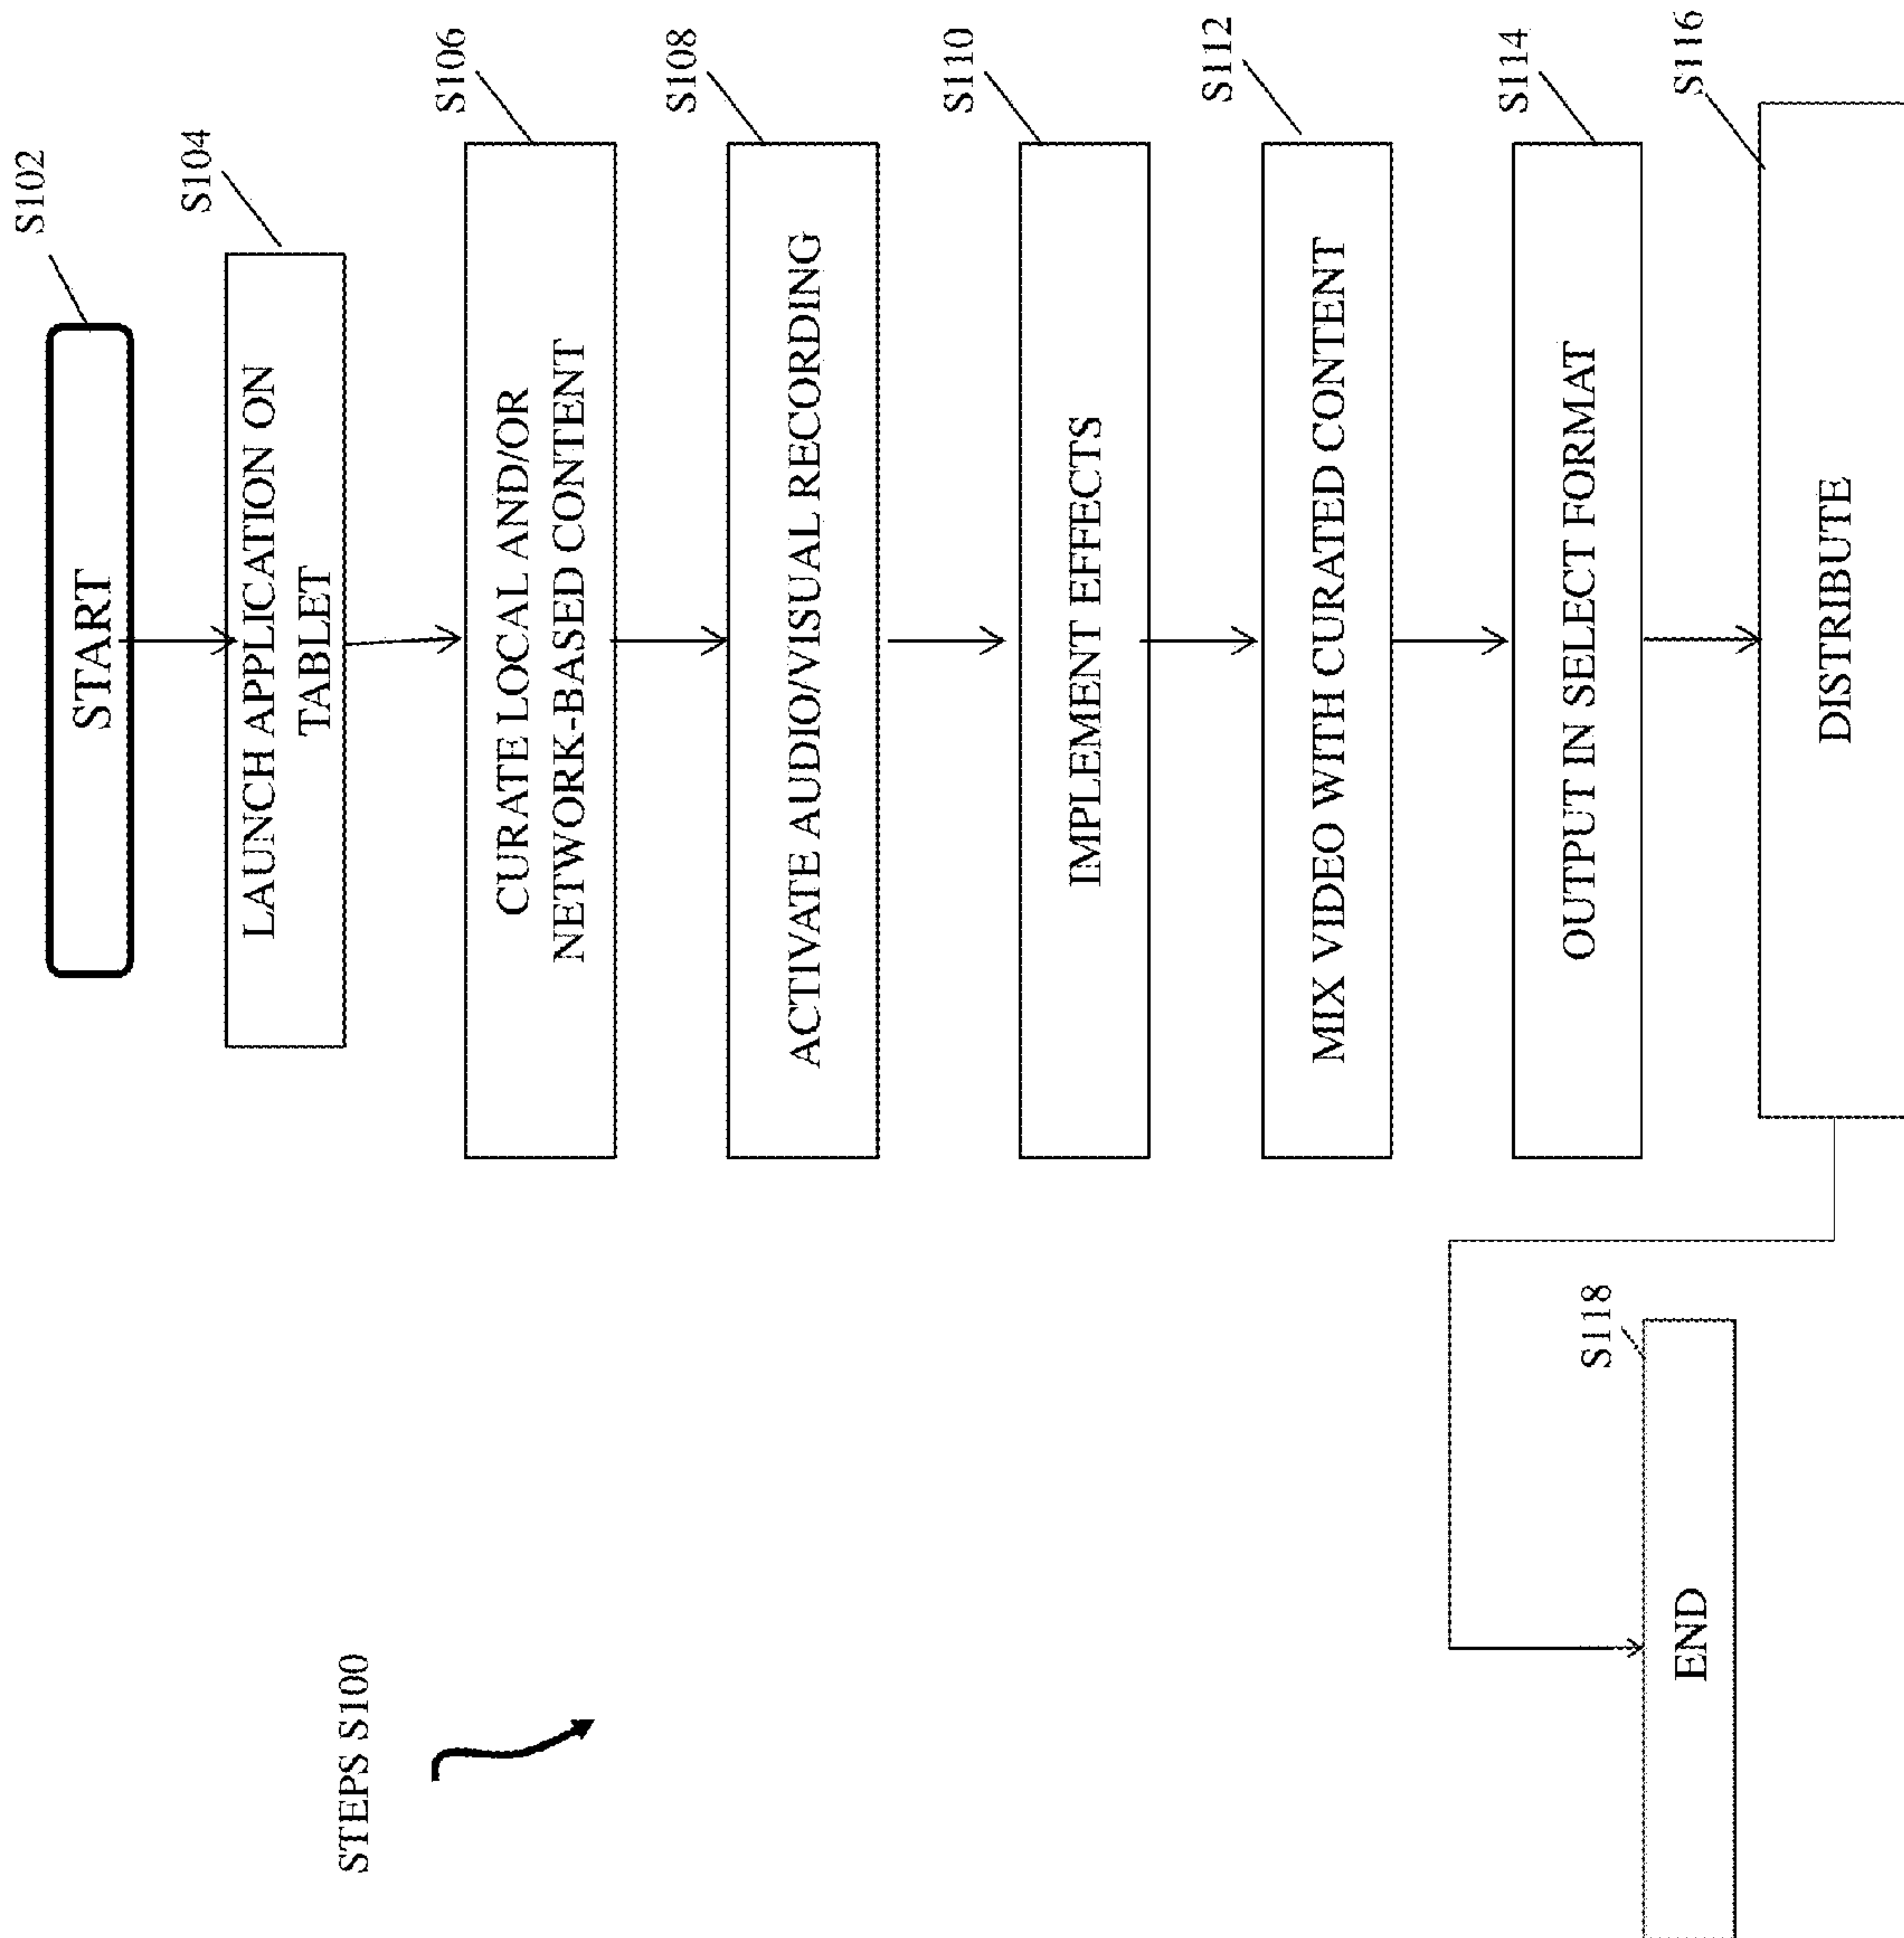 STEPS S100
START
S102
LAUNCH APPLICATION ON
TABLET
S104
CURATE LOCAL AND/OR
NETWORK-BASED CONTENT
S106
ACTIVATE AUDIO/VISUAL RECORDING
S108
IMPLEMENT EFFECTS
S110
MIX VIDEO WITH CURATED CONTENT
S112
OUTPUT IN SELECT FORMAT
S114
DISTRIBUTE
S116
END
S118